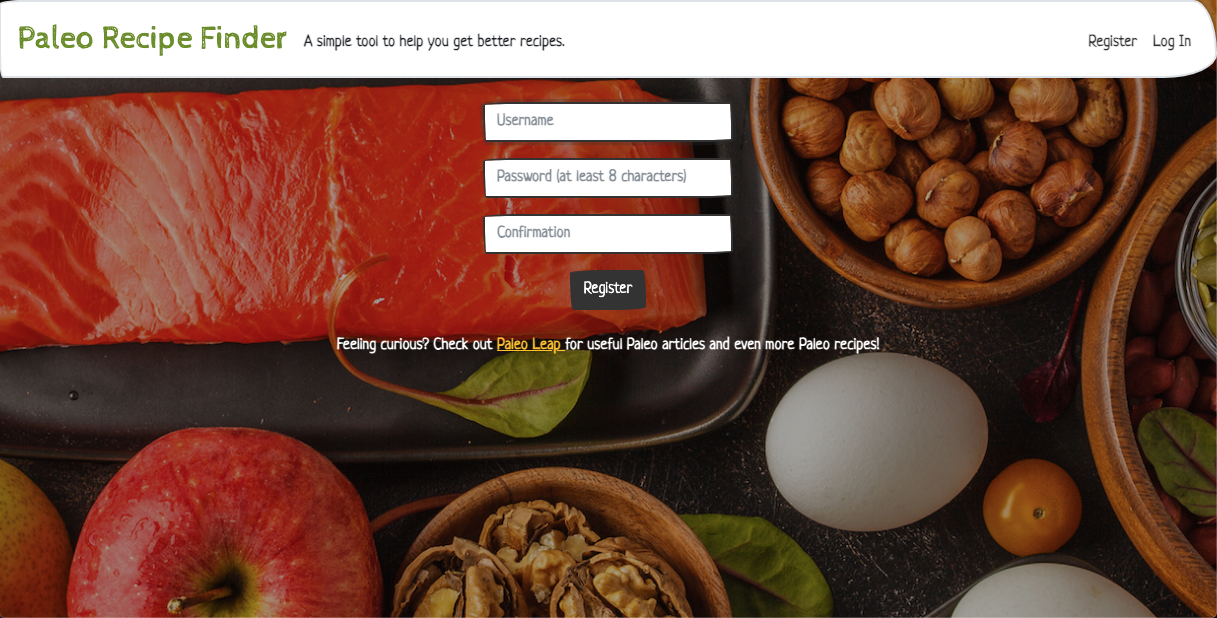 Paleo Recipe Finder A simple tool to help you get better recipes. Register Log In
Username
Password (at least 8 characters)
Confirmation
Register
Feeling curious? Check out Paleo Leap for useful Paleo articles and even more Paleo recipes!